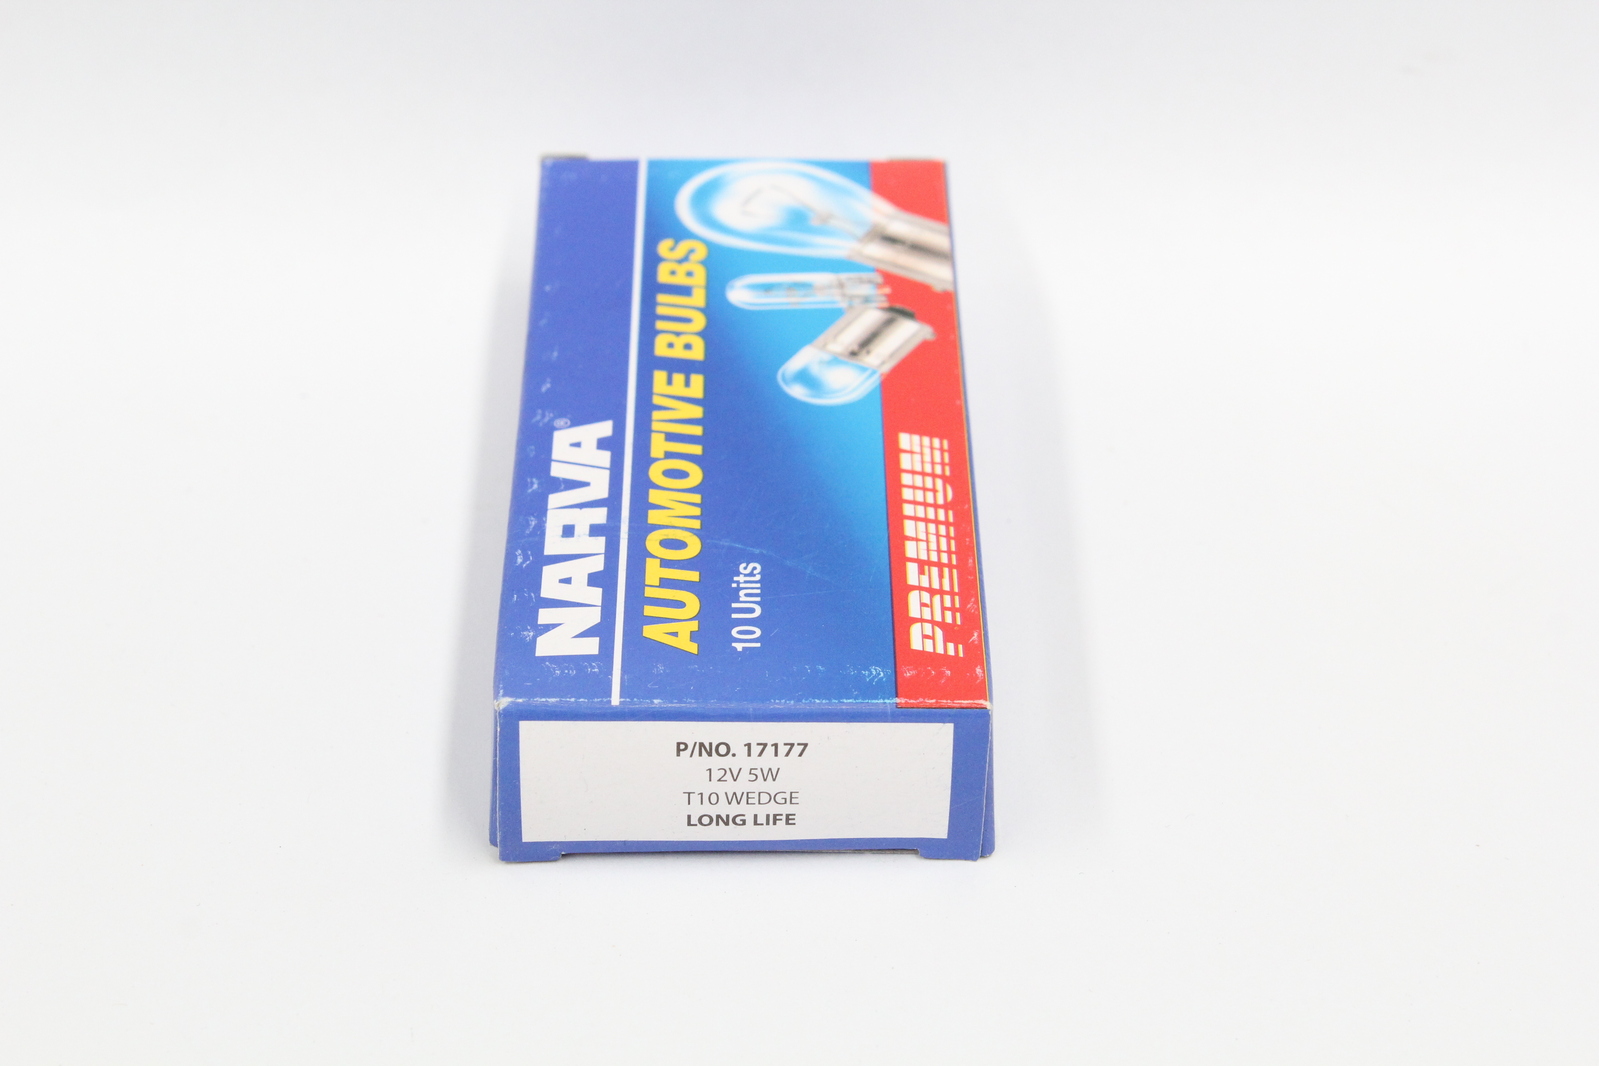 NARVA®
AUTOMOTIVE BULBS
10 Units
PREMIUM
P/NO. 17177
12V 5W
T10 WEDGE
LONG LIFE